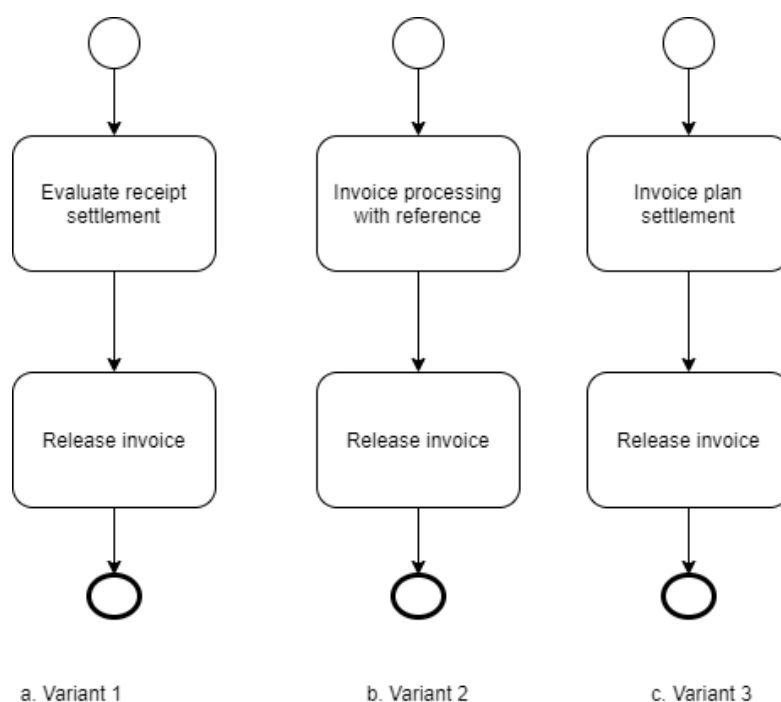 Evaluate receipt
settlement
Invoice processing
with reference
Invoice plan
settlement
Release invoice
Release invoice
Release invoice
a. Variant 1
b. Variant 2
c. Variant 3